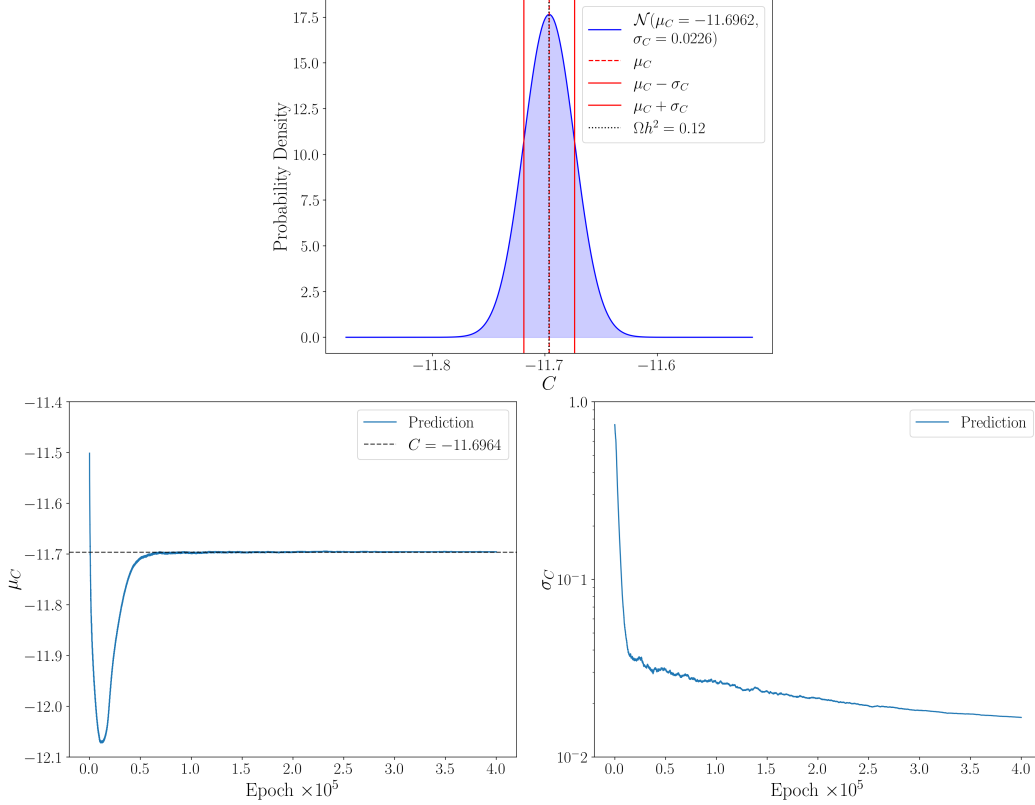 17.5
15.0
12.5
10.0
7.5
5.0
2.5
0.0
Probability Density
−11.8
−11.7
−11.6
C
𝒩(μ_C = −11.6962,
σ_C = 0.0226)
μ_C
μ_C − σ_C
μ_C + σ_C
Ωh² = 0.12
−11.4
−11.5
−11.6
−11.7
−11.8
−11.9
−12.0
−12.1
μ_C
Prediction
C = −11.6964
0.0
0.5
1.0
1.5
2.0
2.5
3.0
3.5
4.0
Epoch ×10⁵
1.0
10⁻¹
10⁻²
σ_C
Prediction
0.0
0.5
1.0
1.5
2.0
2.5
3.0
3.5
4.0
Epoch ×10⁵